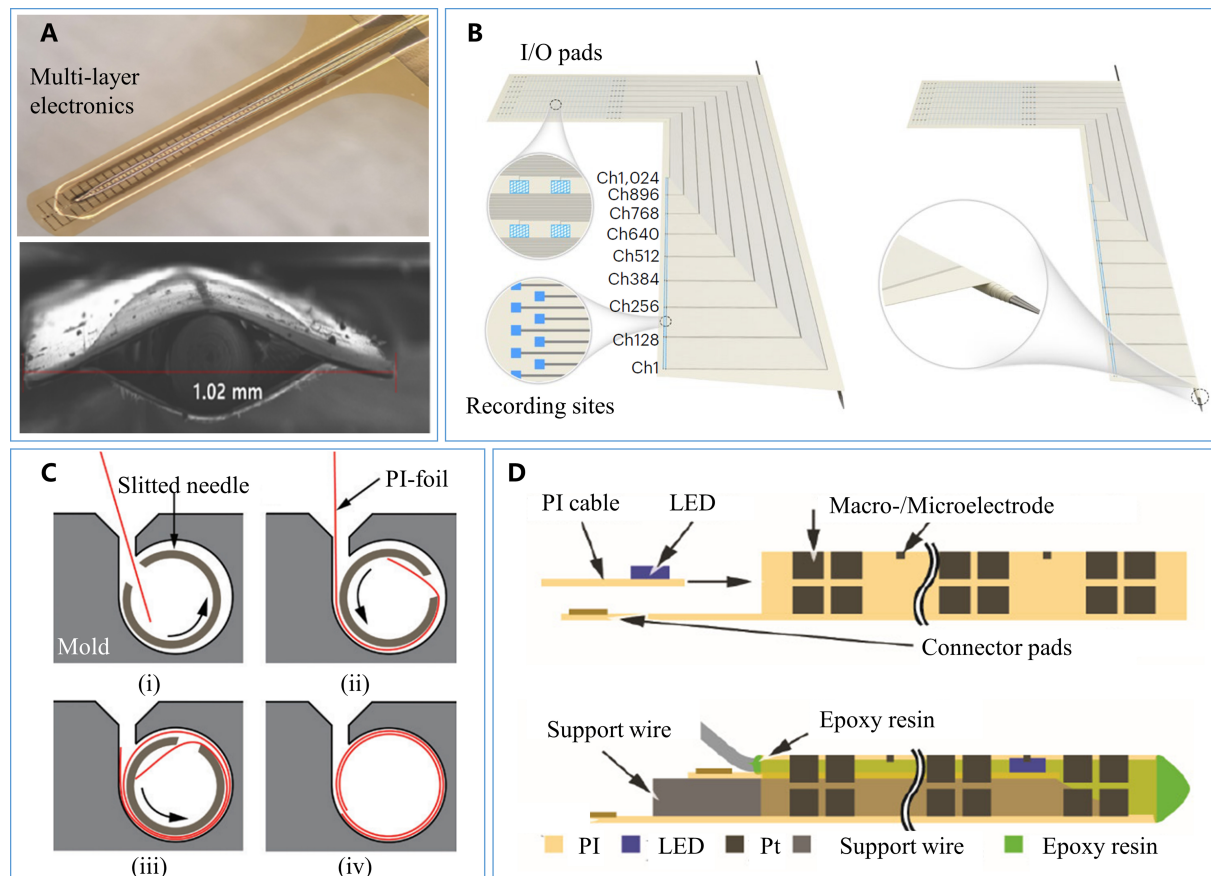 A
Multi-layer
electronics
1.02 mm
B
I/O pads
Ch1,024
Ch896
Ch768
Ch640
Ch512
Ch384
Ch256
Ch128
Ch1
Recording sites
C
Slitted needle
PI-foil
Mold
(i)
(ii)
(iii)
(iv)
D
PI cable
LED
Macro-/Microelectrode
Connector pads
Support wire
Epoxy resin
PI
LED
Pt
Support wire
Epoxy resin